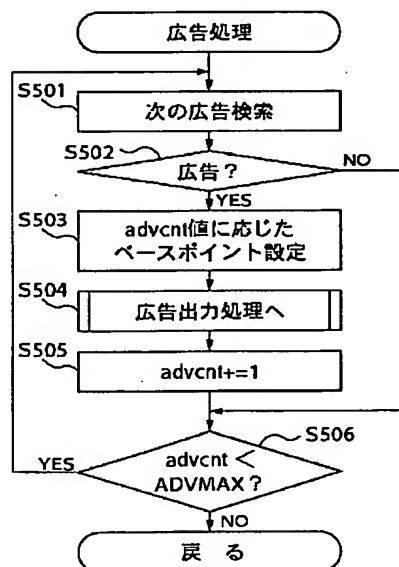 広告処理
S501
次の広告検索
S502
広告？
NO
YES
S503
advcnt値に応じた
ベースポイント設定
S504
広告出力処理へ
S505
advcnt+=1
S506
YES
advcnt＜
ADVMAX？
NO
戻る